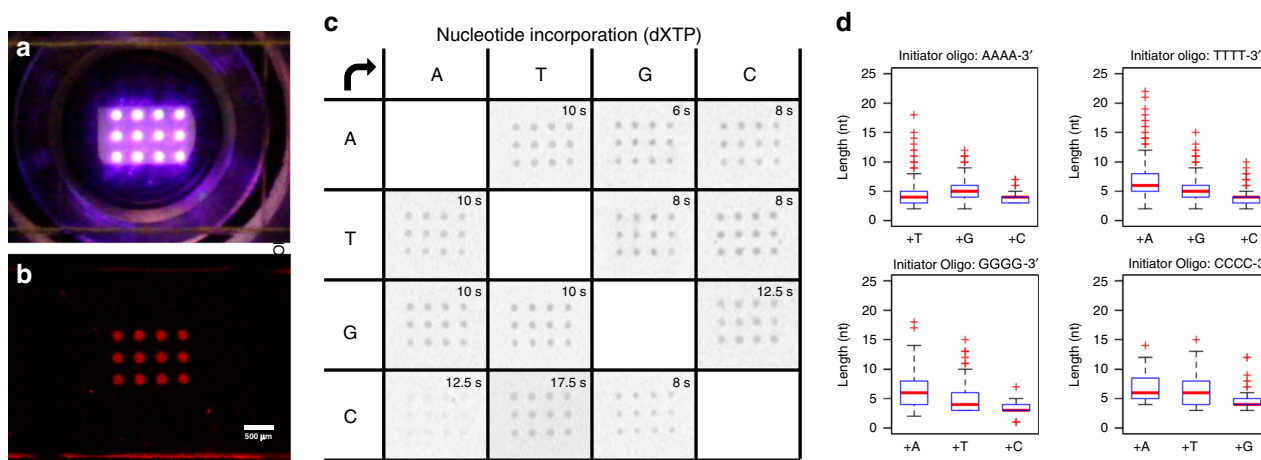 a
b
500 µm
c
Nucleotide incorporation (dXTP)
A T G C
A 10 s 6 s 8 s
T 10 s 8 s 8 s
G 10 s 10 s 12.5 s
C 12.5 s 17.5 s 8 s
d
Initiator oligo: AAAA-3′
Length (nt)
25
20
15
10
5
0
+T +G +C
Initiator oligo: TTTT-3′
Length (nt)
25
20
15
10
5
0
+A +G +C
Initiator Oligo: GGGG-3′
Length (nt)
25
20
15
10
5
0
+A +T +C
Initiator Oligo: CCCC-3
Length (nt)
25
20
15
10
5
0
+A +T +G